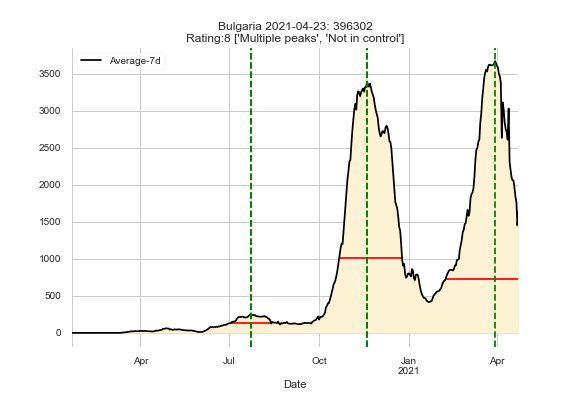 Bulgaria 2021-04-23: 396302
Rating:8 ['Multiple peaks', 'Not in control']
Average-7d
3500
3000
2500
2000
1500
1000
500
0
Apr Jul Oct Jan Apr
2021
Date